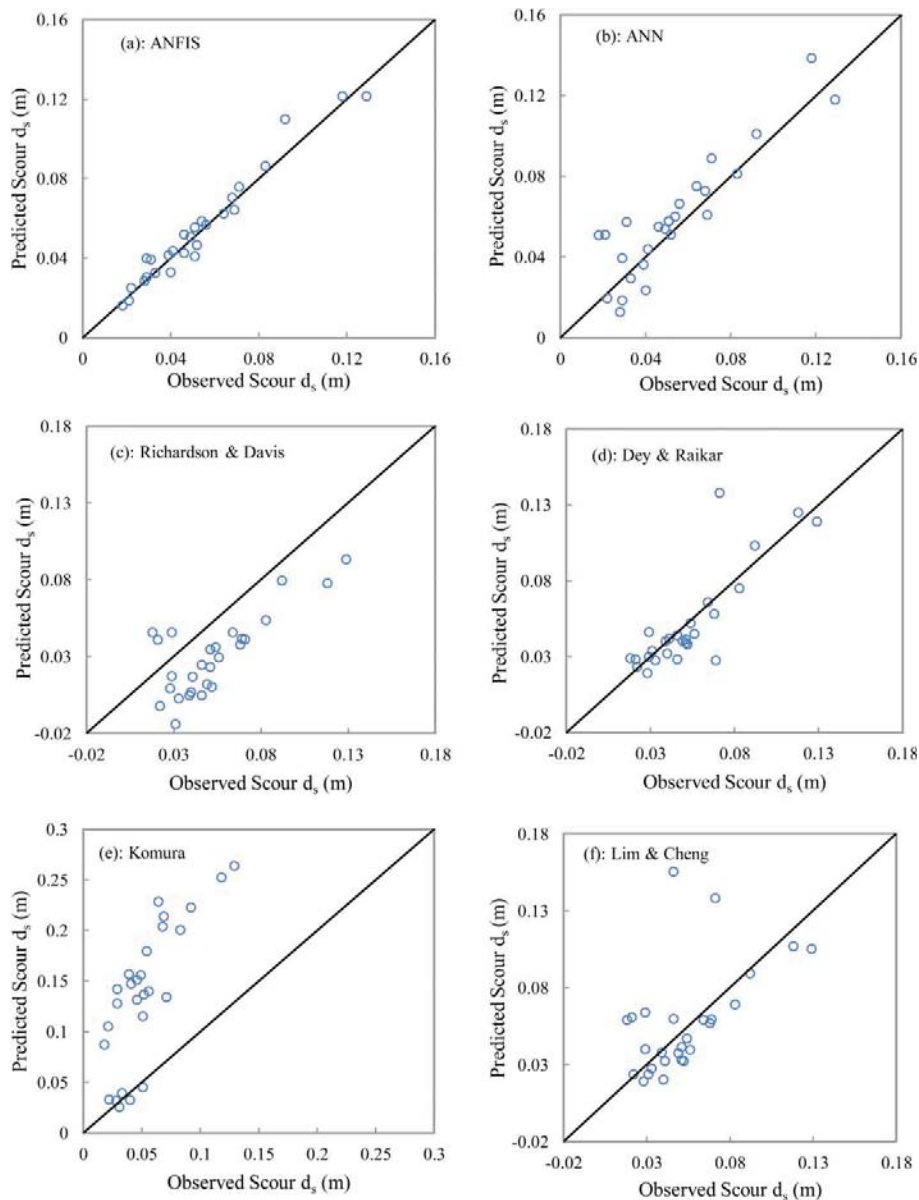 (a): ANFIS
Predicted Scour ds (m)
0.16
0.12
0.08
0.04
0
0 0.04 0.08 0.12 0.16
Observed Scour ds (m)
(b): ANN
Predicted Scour ds (m)
0.16
0.12
0.08
0.04
0
0 0.04 0.08 0.12 0.16
Observed Scour ds (m)
(c): Richardson & Davis
Predicted Scour ds (m)
0.18
0.13
0.08
0.03
-0.02
-0.02 0.03 0.08 0.13 0.18
Observed Scour ds (m)
(d): Dey & Raikar
Predicted Scour ds (m)
0.18
0.13
0.08
0.03
-0.02
-0.02 0.03 0.08 0.13 0.18
Observed Scour ds (m)
(e): Komura
Predicted Scour ds (m)
0.3
0.25
0.2
0.15
0.1
0.05
0
0 0.05 0.1 0.15 0.2 0.25 0.3
Observed Scour ds (m)
(f): Lim & Cheng
Predicted Scour ds (m)
0.18
0.13
0.08
0.03
-0.02
-0.02 0.03 0.08 0.13 0.18
Observed Scour ds (m)